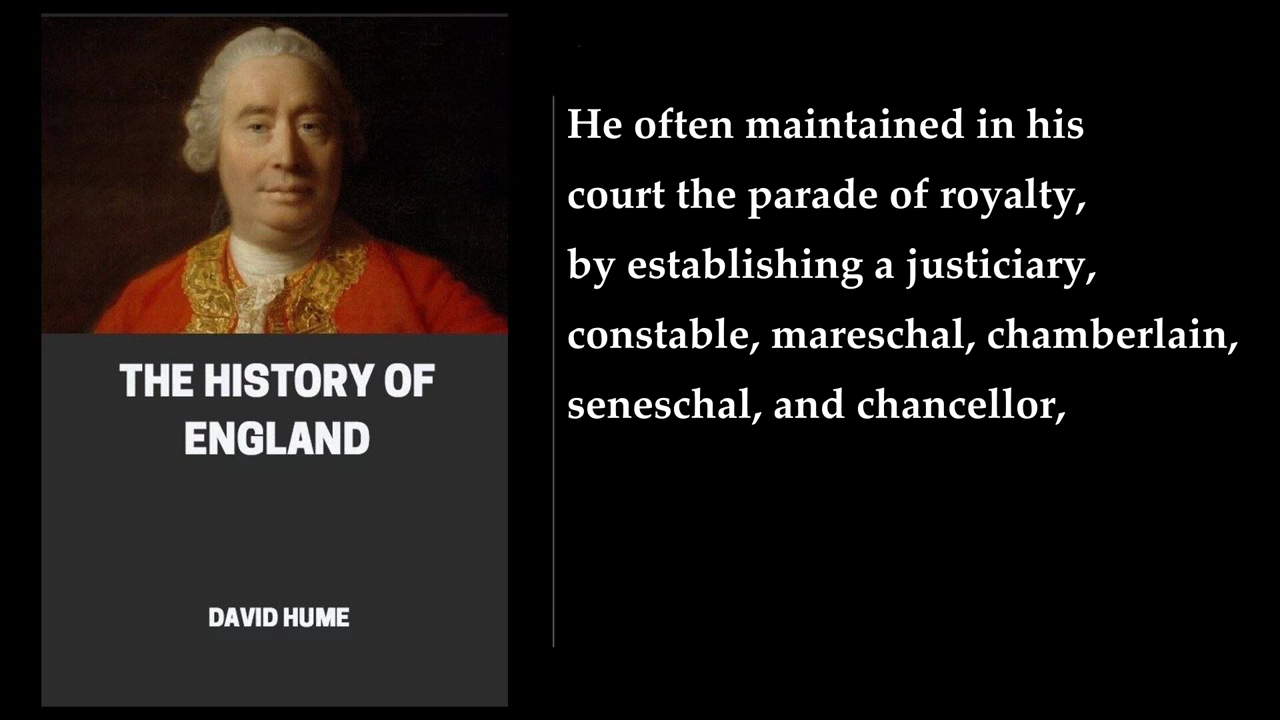 THE HISTORY OF
ENGLAND
DAVID HUME
He often maintained in his
court the parade of royalty,
by establishing a justiciary,
constable, mareschal, chamberlain,
seneschal, and chancellor,